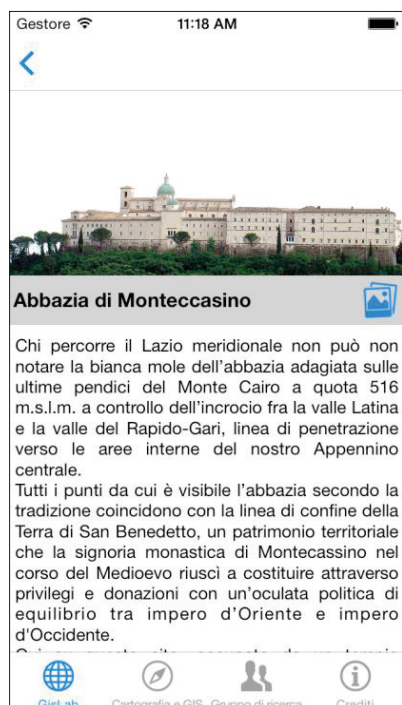 Gestore 11:18 AM
Abbazia di Monteccasino
Chi percorre il Lazio meridionale non può non
notare la bianca mole dell'abbazia adagiata sulle
ultime pendici del Monte Cairo a quota 516
m.s.l.m. a controllo dell'incrocio fra la valle Latina
e la valle del Rapido-Gari, linea di penetrazione
verso le aree interne del nostro Appennino
centrale.
Tutti i punti da cui è visibile l'abbazia secondo la
tradizione coincidono con la linea di confine della
Terra di San Benedetto, un patrimonio territoriale
che la signoria monastica di Montecassino nel
corso del Medioevo riuscì a costituire attraverso
privilegi e donazioni con un'oculata politica di
equilibrio tra impero d'Oriente e impero
d'Occidente.
GisLab Cartografia e GIS Gruppo di ricerca Crediti